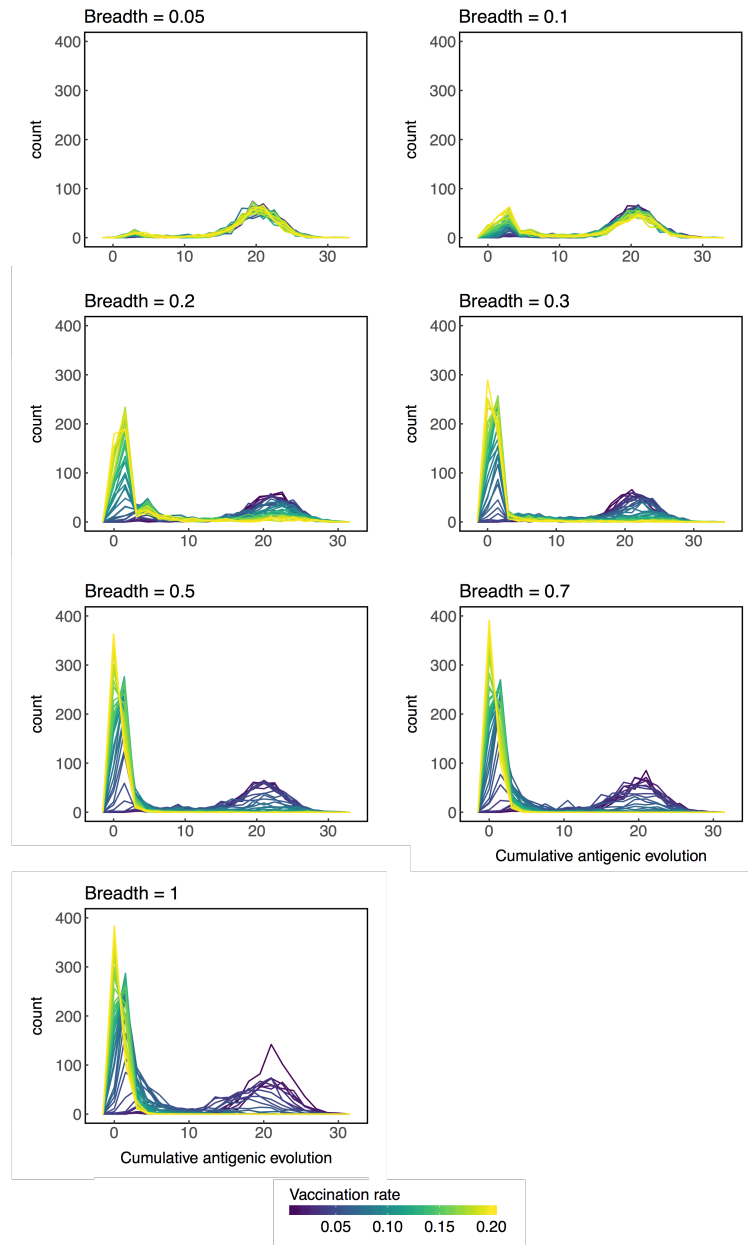 Breadth = 0.05
Breadth = 0.1
400
300
200
100
0
count
0 10 20 30
400
300
200
100
0
count
0 10 20 30
Breadth = 0.2
Breadth = 0.3
400
300
200
100
0
count
0 10 20 30
400
300
200
100
0
count
0 10 20 30
Breadth = 0.5
Breadth = 0.7
400
300
200
100
0
count
0 10 20 30
400
300
200
100
0
count
0 10 20 30
Cumulative antigenic evolution
Breadth = 1
400
300
200
100
0
count
0 10 20 30
Cumulative antigenic evolution
Vaccination rate
0.05 0.10 0.15 0.20